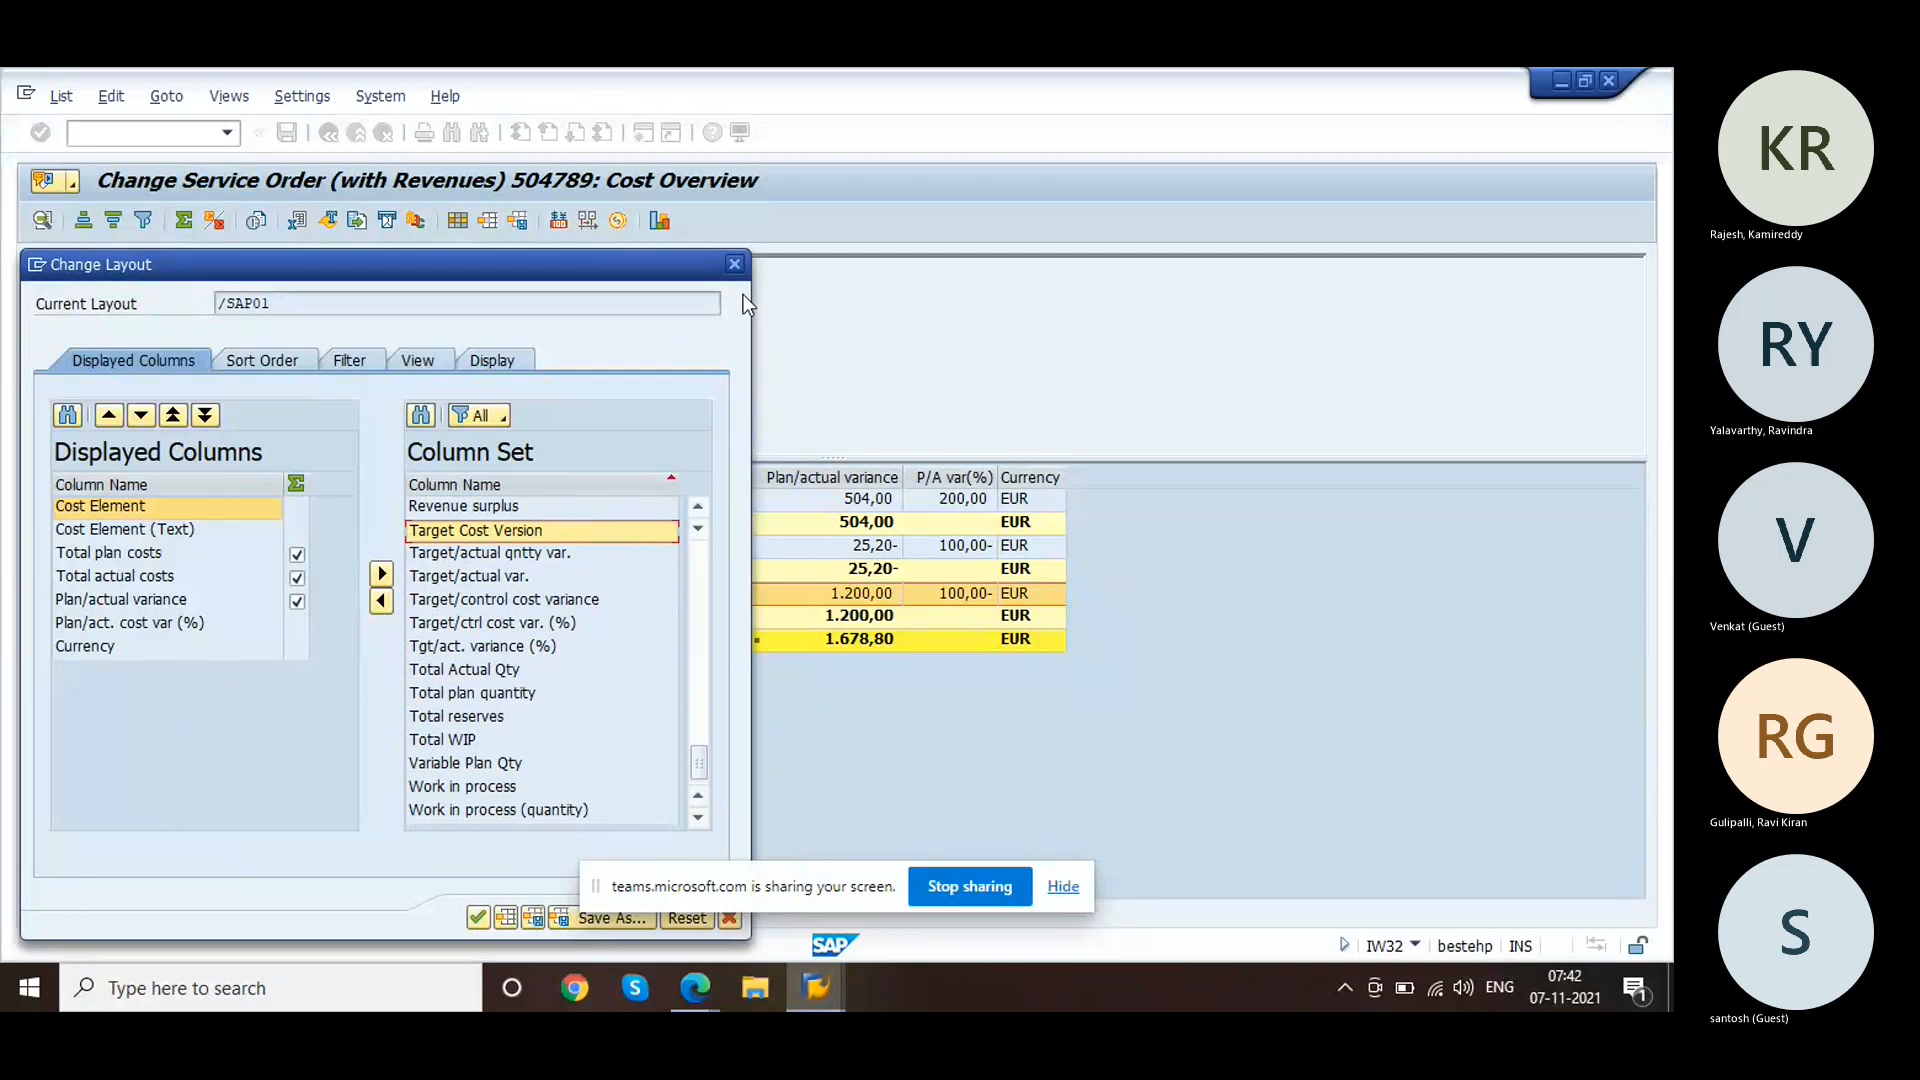 List Edit Goto Views Settings System Help
Change Service Order (with Revenues) 504789: Cost Overview
Change Layout
Current Layout /SAP01
Displayed Columns Sort Order Filter View Display
All
Displayed Columns
Column Name
Cost Element
Cost Element (Text)
Total plan costs
Total actual costs
Plan/actual variance
Plan/act. cost var (%)
Currency
Column Set
Column Name
Revenue surplus
Target Cost Version
Target/actual qntty var.
Target/actual var.
Target/control cost variance
Target/ctrl cost var. (%)
Tgt/act. variance (%)
Total Actual Qty
Total plan quantity
Total reserves
Total WIP
Variable Plan Qty
Work in process
Work in process (quantity)
Save As... Reset
Plan/actual variance P/A var(%) Currency
504,00 200,00 EUR
504,00 EUR
25,20- 100,00- EUR
25,20- EUR
1.200,00 100,00- EUR
1.200,00 EUR
1.678,80 EUR
teams.microsoft.com is sharing your screen. Stop sharing Hide
SAP
IW32 bestehp INS
Type here to search
S
ENG
07:42
07-11-2021
1
KR
Rajesh, Kamireddy
RY
Yalavarthy, Ravindra
V
Venkat (Guest)
RG
Gulipalli, Ravi Kiran
S
santosh (Guest)